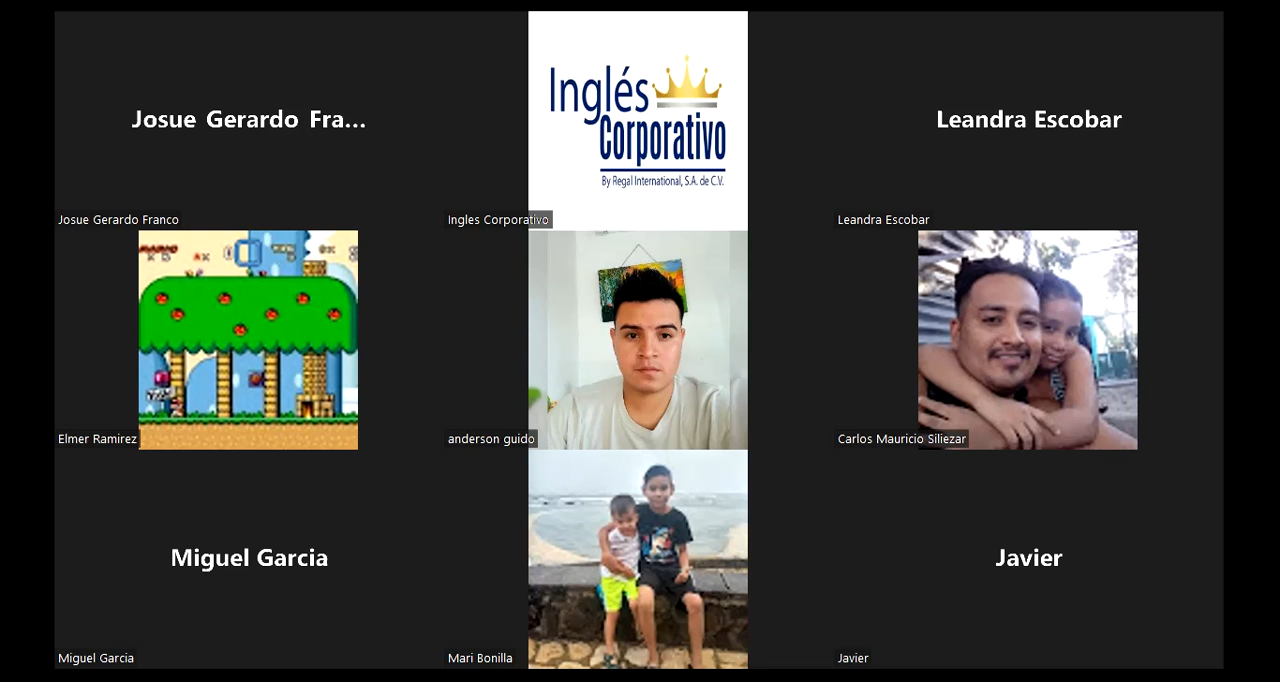 Josue Gerardo Fra...
Inglés
Corporativo
By Regal International, S.A. de C.V.
Leandra Escobar
Josue Gerardo Franco
Ingles Corporativo
Leandra Escobar
MARIO
Elmer Ramirez
anderson guido
Carlos Mauricio Siliezar
Miguel Garcia
Javier
Miguel Garcia
Mari Bonilla
Javier